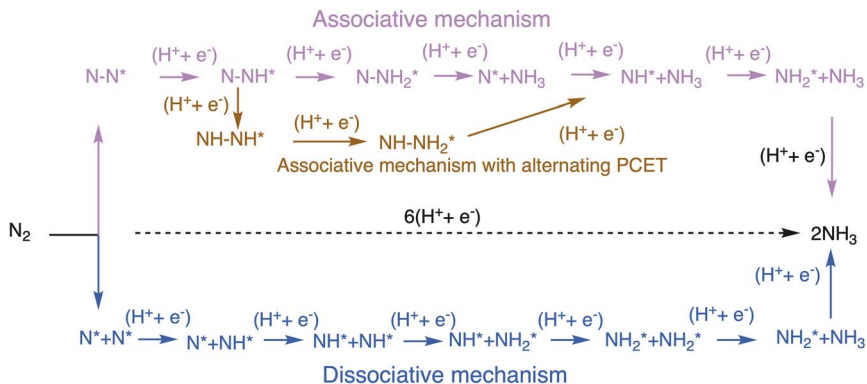 Associative mechanism
(H⁺+ e⁻) (H⁺+ e⁻) (H⁺+ e⁻) (H⁺+ e⁻) (H⁺+ e⁻)
N-N* N-NH* N-NH₂* N*+NH₃ NH*+NH₃ NH₂*+NH₃
(H⁺+ e⁻) (H⁺+ e⁻)
NH-NH* NH-NH₂* (H⁺+ e⁻)
(H⁺+ e⁻)
Associative mechanism with alternating PCET
6(H⁺+ e⁻)
N₂ 2NH₃
(H⁺+ e⁻)
(H⁺+ e⁻) (H⁺+ e⁻) (H⁺+ e⁻) (H⁺+ e⁻) (H⁺+ e⁻)
N*+N* N*+NH* NH*+NH* NH*+NH₂* NH₂*+NH₂* NH₂*+NH₃
Dissociative mechanism